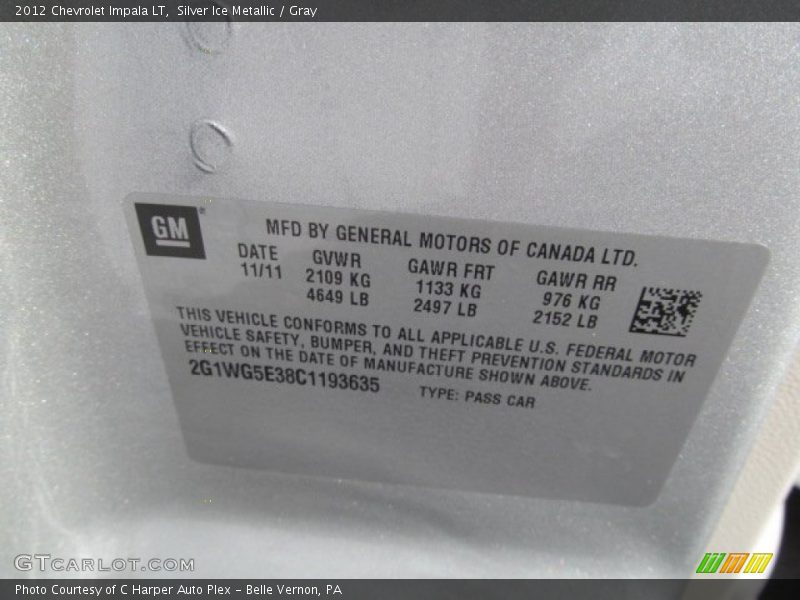 2012 Chevrolet Impala LT, Silver Ice Metallic / Gray
GM
MFD BY GENERAL MOTORS OF CANADA LTD.
DATE GVWR GAWR FRT GAWR RR
11/11 2109 KG 1133 KG 976 KG
4649 LB 2497 LB 2152 LB
THIS VEHICLE CONFORMS TO ALL APPLICABLE U.S. FEDERAL MOTOR
VEHICLE SAFETY, BUMPER, AND THEFT PREVENTION STANDARDS IN
EFFECT ON THE DATE OF MANUFACTURE SHOWN ABOVE.
2G1WG5E38C1193635 TYPE: PASS CAR
GTCARLOT.COM
Photo Courtesy of C Harper Auto Plex - Belle Vernon, PA